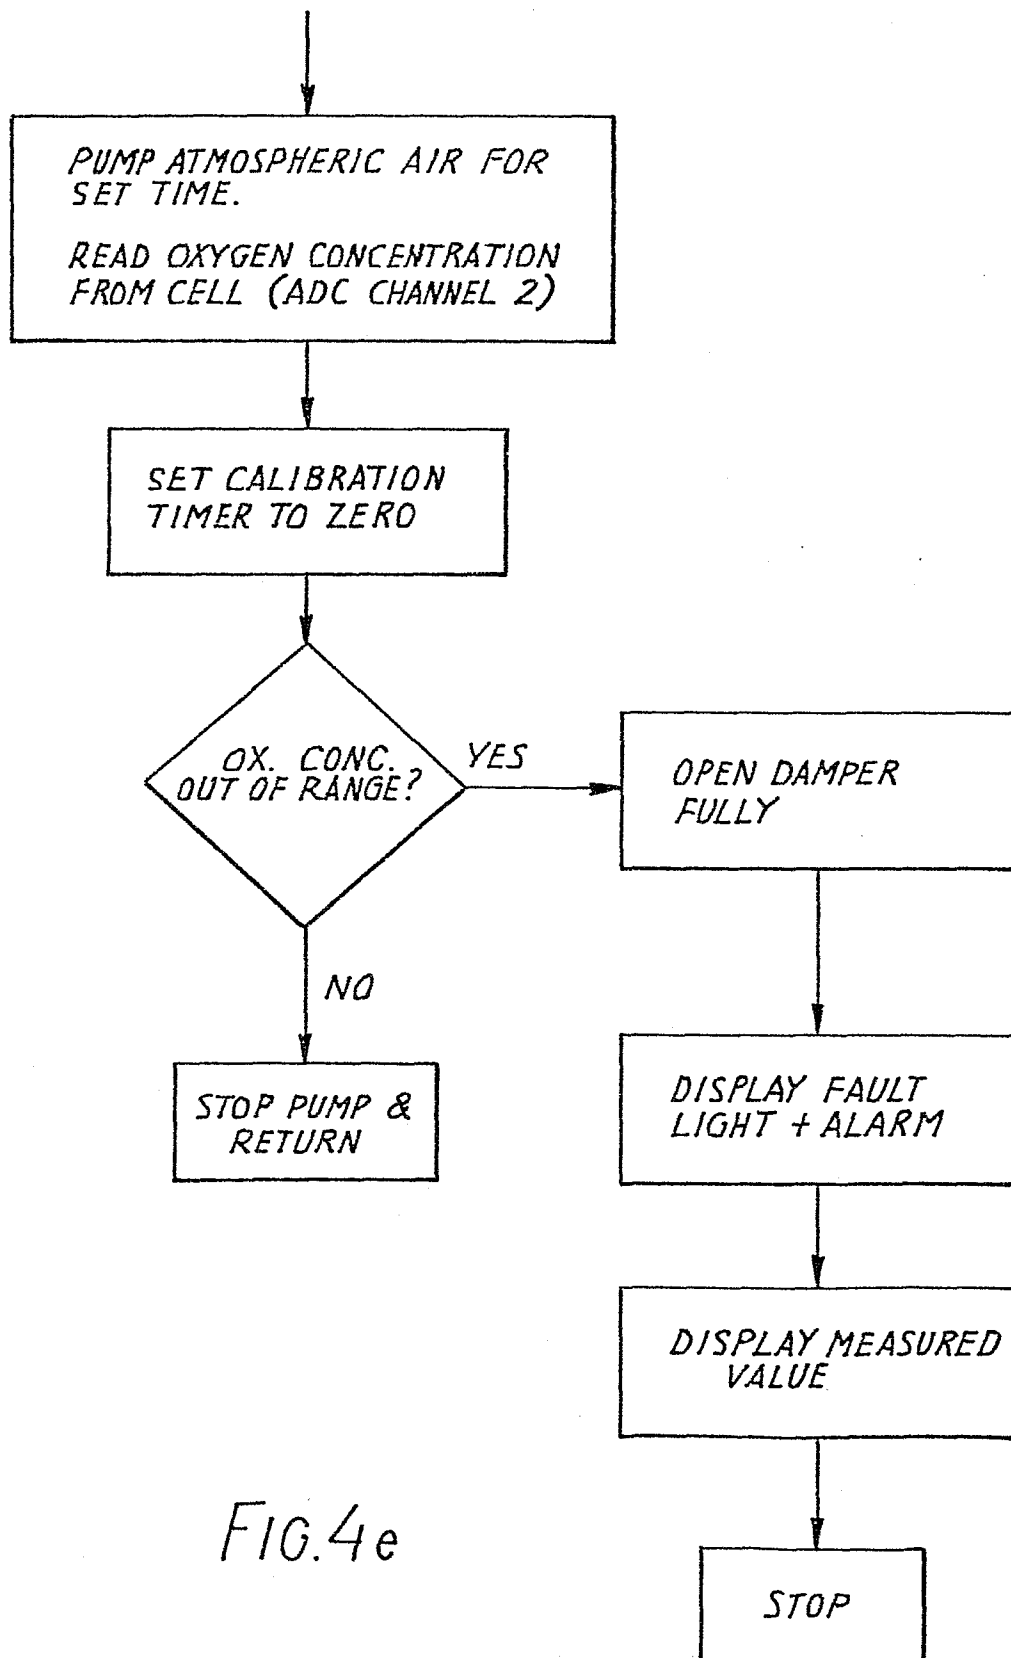 PUMP ATMOSPHERIC AIR FOR
SET TIME.
READ OXYGEN CONCENTRATION
FROM CELL (ADC CHANNEL 2)
SET CALIBRATION
TIMER TO ZERO
OX. CONC.
OUT OF RANGE?
YES
OPEN DAMPER
FULLY
NO
STOP PUMP &
RETURN
DISPLAY FAULT
LIGHT + ALARM
DISPLAY MEASURED
VALUE
STOP
FIG.4e